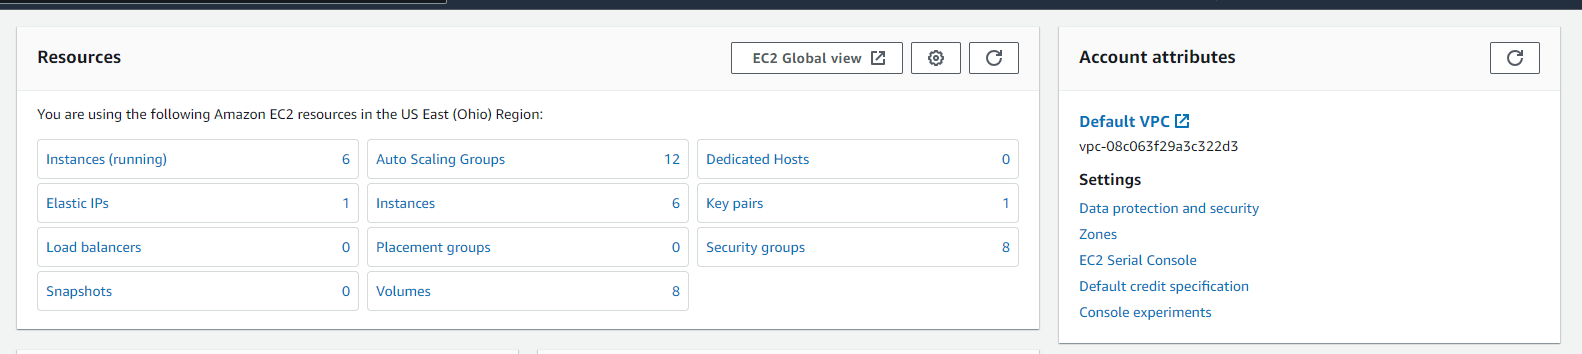 Resources
EC2 Global view
You are using the following Amazon EC2 resources in the US East (Ohio) Region:
Instances (running) 6
Auto Scaling Groups 12
Dedicated Hosts 0
Elastic IPs 1
Instances 6
Key pairs 1
Load balancers 0
Placement groups 0
Security groups 8
Snapshots 0
Volumes 8
Account attributes
Default VPC
vpc-08c063f29a3c322d3
Settings
Data protection and security
Zones
EC2 Serial Console
Default credit specification
Console experiments